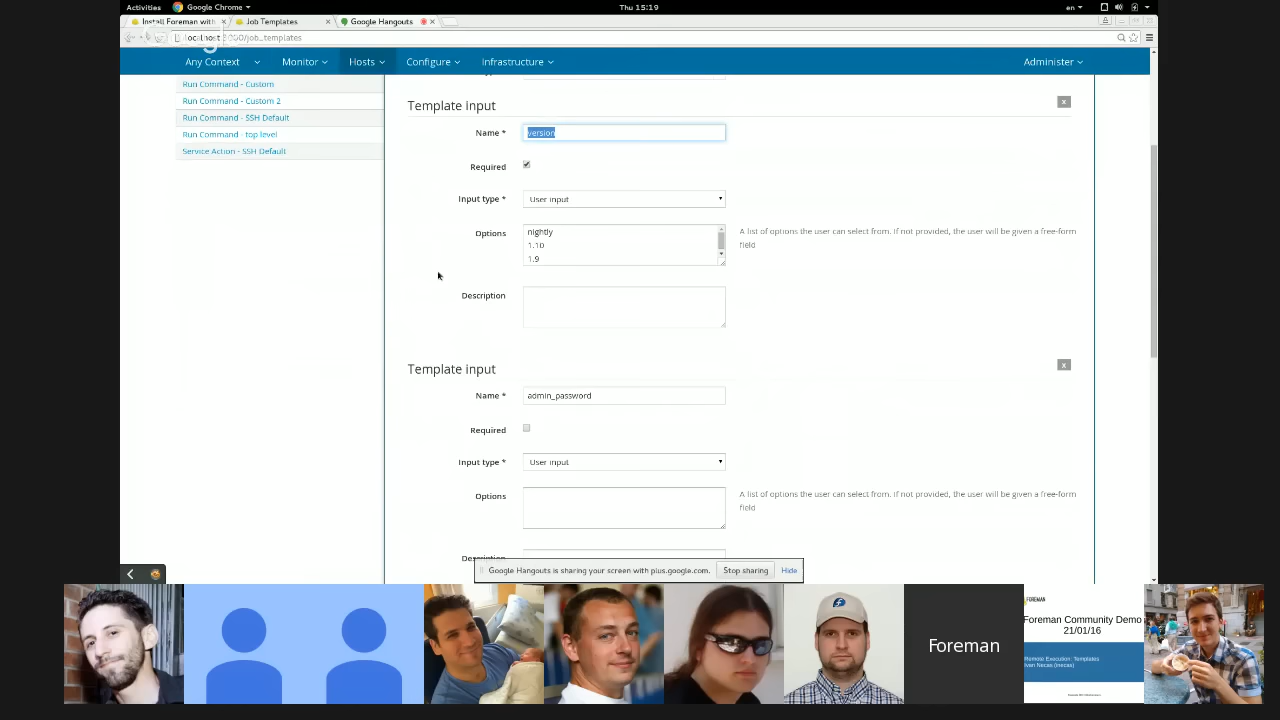 Activities
Google Chrome
Thu 15:19
en
Install Foreman with
Job Templates
Google Hangouts
localhost:3000/job_templates
Any Context
Monitor
Hosts
Configure
Infrastructure
Administer
Run Command - Custom
Run Command - Custom 2
Run Command - SSH Default
Run Command - top level
Service Action - SSH Default
Template input
x
Name *
version
Required
Input type *
User input
Options
nightly
1.10
1.9
A list of options the user can select from. If not provided, the user will be given a free-form
field
Description
Template input
x
Name *
admin_password
Required
Input type *
User input
Options
A list of options the user can select from. If not provided, the user will be given a free-form
field
Description
Google Hangouts is sharing your screen with plus.google.com.
Stop sharing
Hide
Foreman
FOREMAN
Foreman Community Demo
21/01/16
Remote Execution: Templates
Ivan Necas (inecas)